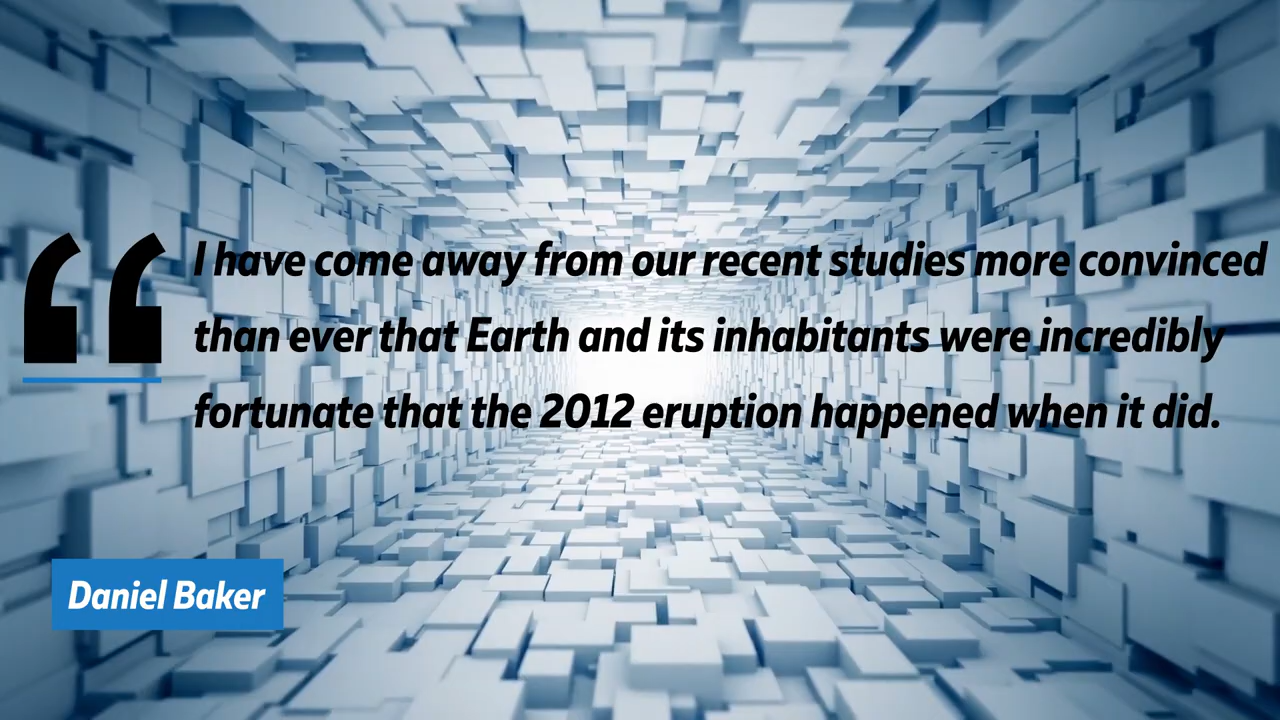 “
I have come away from our recent studies more convinced
than ever that Earth and its inhabitants were incredibly
fortunate that the 2012 eruption happened when it did.
Daniel Baker